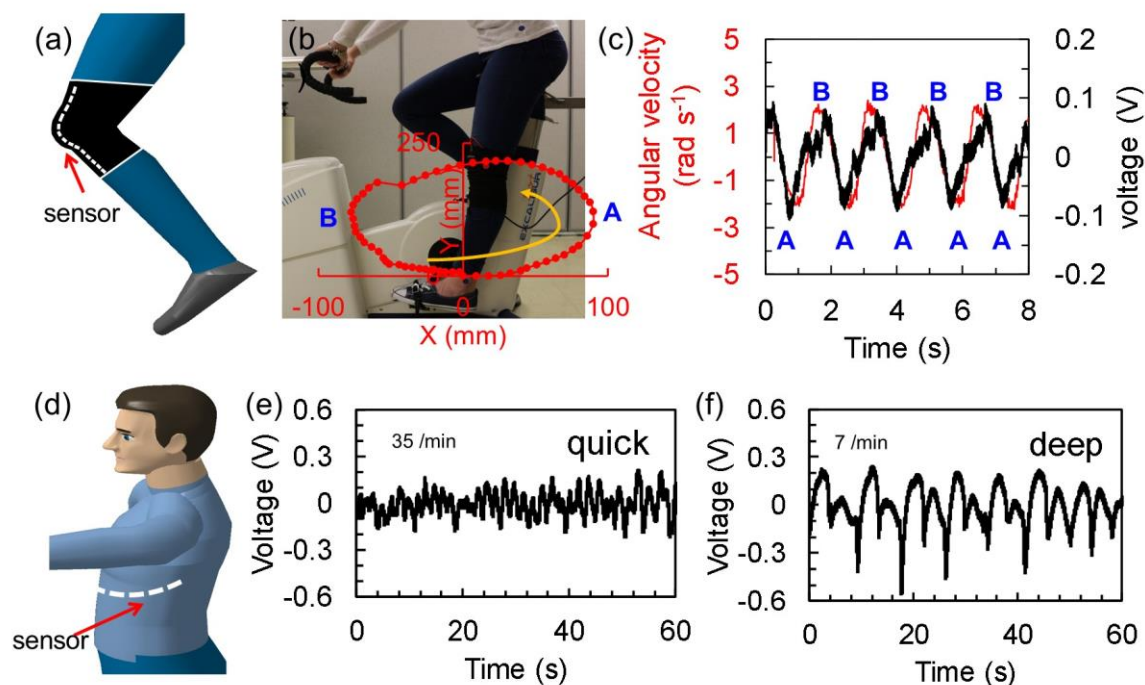 (a)
sensor
(b)
250
Y (mm)
B
A
EXCALIBUR
-100
0
100
X (mm)
(c)
Angular velocity
(rad s⁻¹)
5
3
1
-1
-3
-5
B B B B
A A A A A
0.2
0.1
0
-0.1
-0.2
voltage (V)
0 2 4 6 8
Time (s)
(d)
sensor
(e)
Voltage (V)
0.6
0.3
0
-0.3
-0.6
35 /min
quick
0 20 40 60
Time (s)
(f)
Voltage (V)
0.6
0.3
0
-0.3
-0.6
7 /min
deep
0 20 40 60
Time (s)